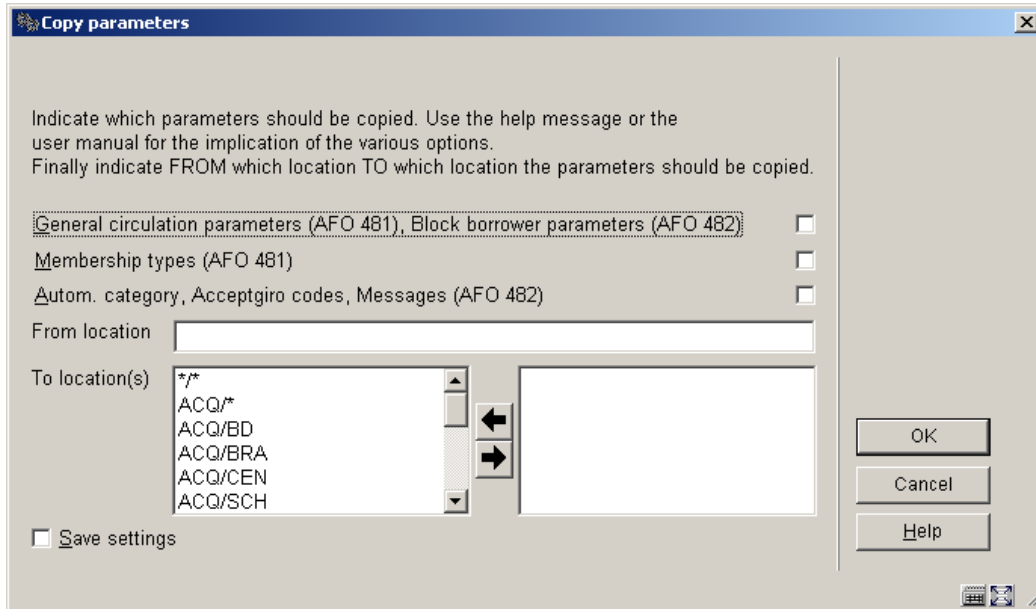 Copy parameters
Indicate which parameters should be copied. Use the help message or the
user manual for the implication of the various options.
Finally indicate FROM which location TO which location the parameters should be copied.
General circulation parameters (AFO 481), Block borrower parameters (AFO 482)
Membership types (AFO 481)
Autom. category, Acceptgiro codes, Messages (AFO 482)
From location
To location(s)
*/*
ACQ/*
ACQ/BD
ACQ/BRA
ACQ/CEN
ACQ/SCH
Save settings
OK
Cancel
Help